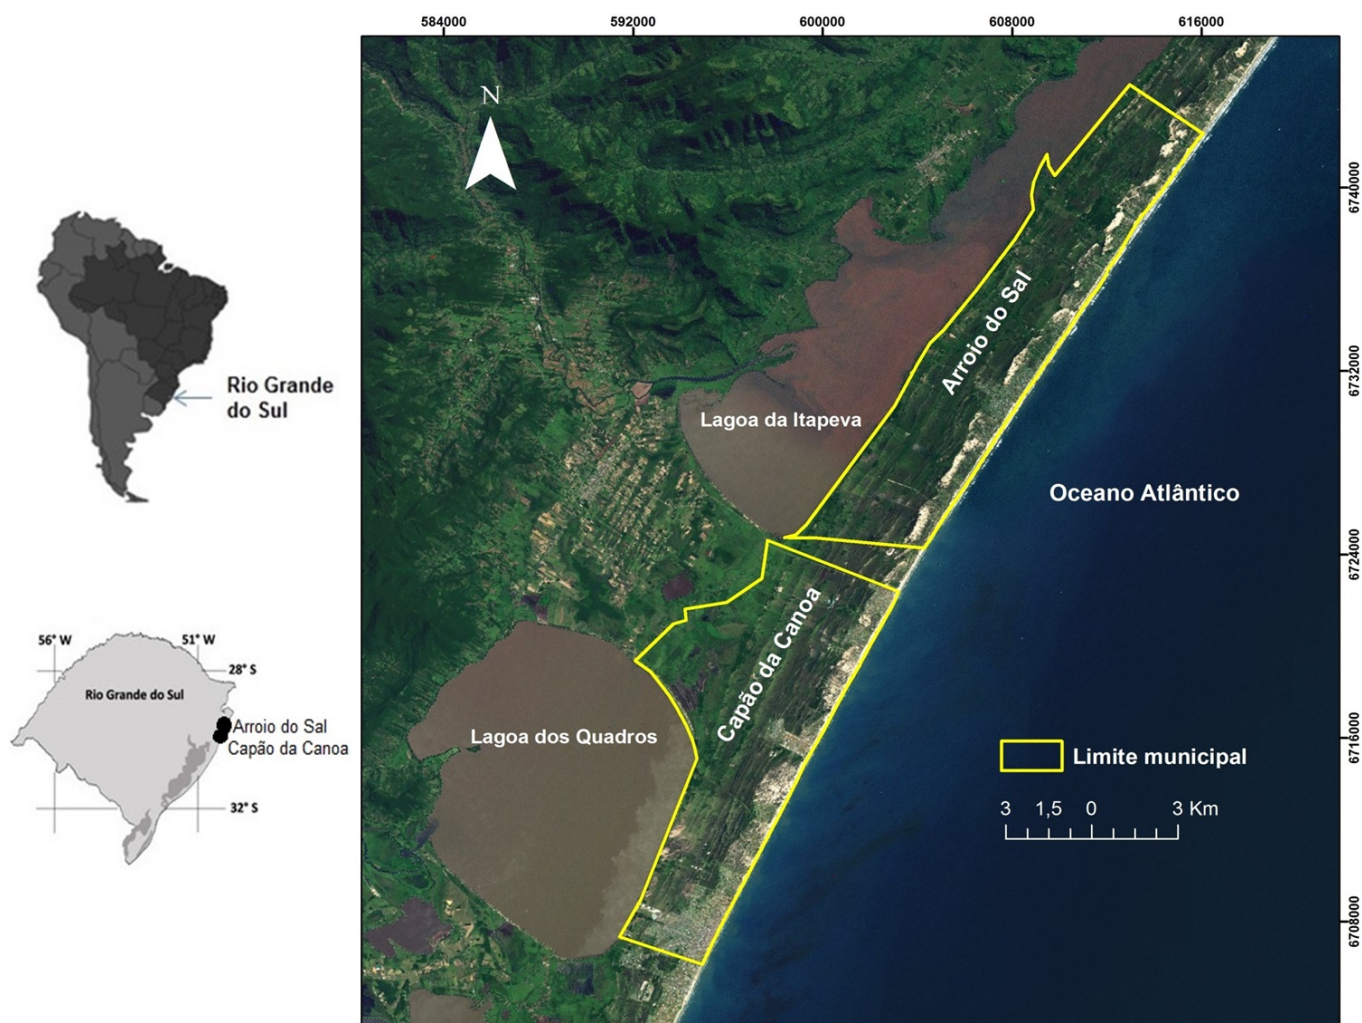 584000
592000
600000
608000
616000
N
6740000
6732000
6724000
6716000
6708000
Rio Grande
do Sul
Arroio do Sal
Lagoa da Itapeva
Oceano Atlântico
Capão da Canoa
Lagoa dos Quadros
Limite municipal
3 1,5 0 3 Km
56° W
51° W
28° S
Rio Grande do Sul
Arroio do Sal
Capão da Canoa
32° S